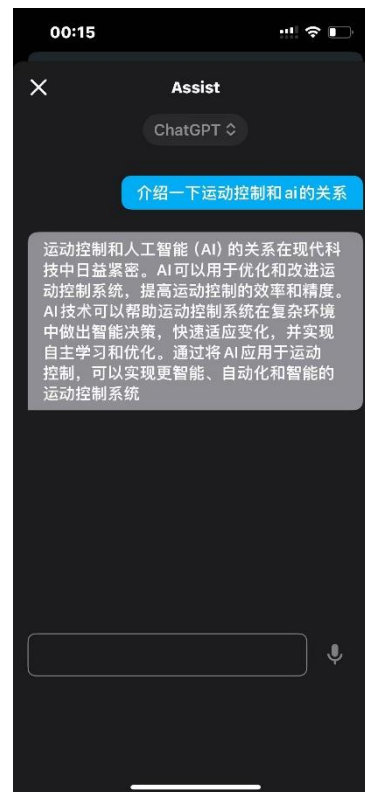 00:15
Assist
ChatGPT
介绍一下运动控制和ai的关系
运动控制和人工智能 (AI) 的关系在现代科
技中日益紧密。AI可以用于优化和改进运
动控制系统，提高运动控制的效率和精度。
AI技术可以帮助运动控制系统在复杂环境
中做出智能决策，快速适应变化，并实现
自主学习和优化。通过将AI应用于运动
控制，可以实现更智能、自动化和智能的
运动控制系统